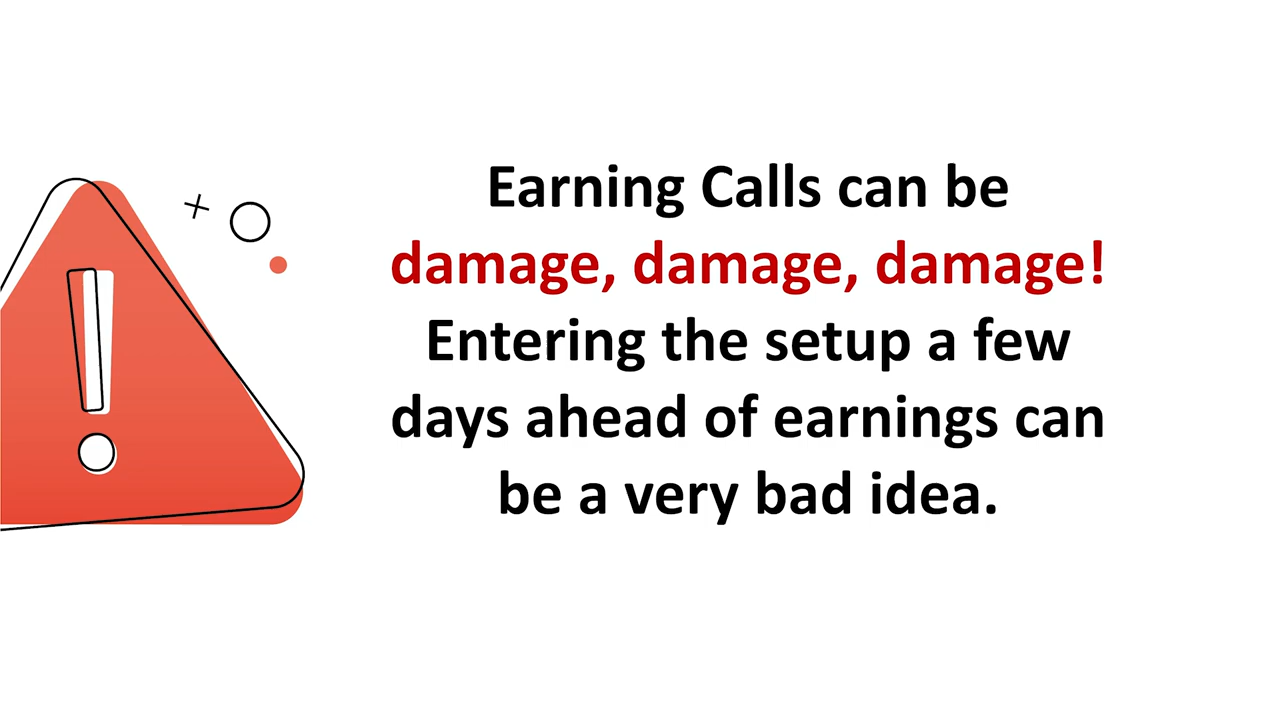 Earning Calls can be
damage, damage, damage!
Entering the setup a few
days ahead of earnings can
be a very bad idea.